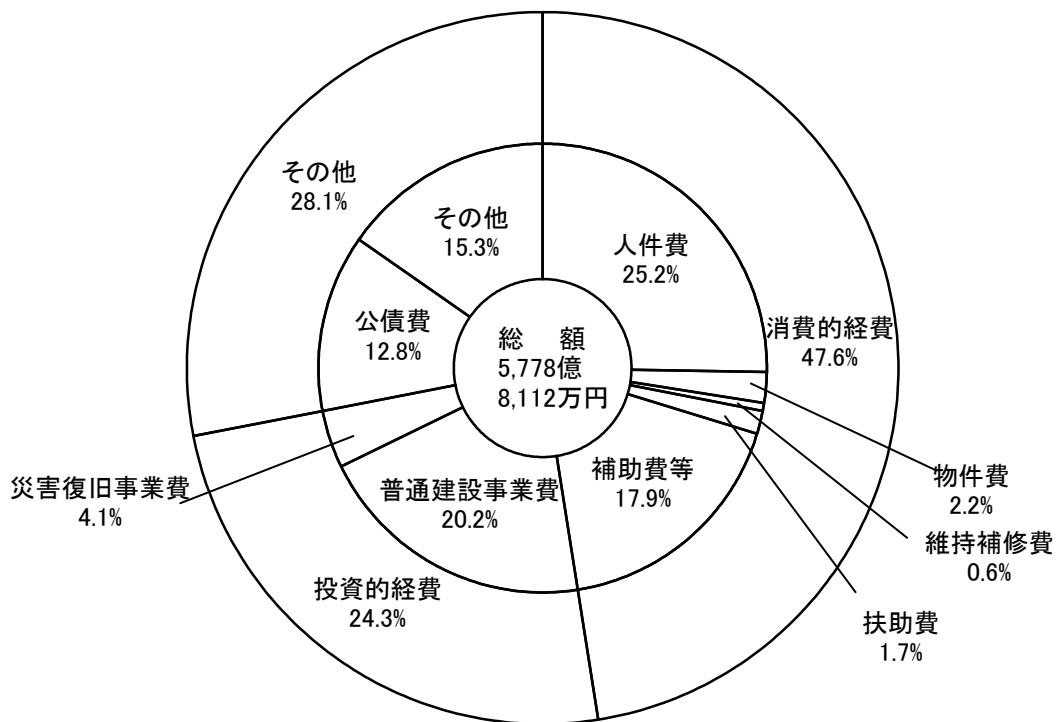 その他
28.1%
その他
15.3%
人件費
25.2%
公債費
12.8%
総　額
5,778億
8,112万円
消費的経費
47.6%
災害復旧事業費
4.1%
普通建設事業費
20.2%
補助費等
17.9%
物件費
2.2%
維持補修費
0.6%
投資的経費
24.3%
扶助費
1.7%